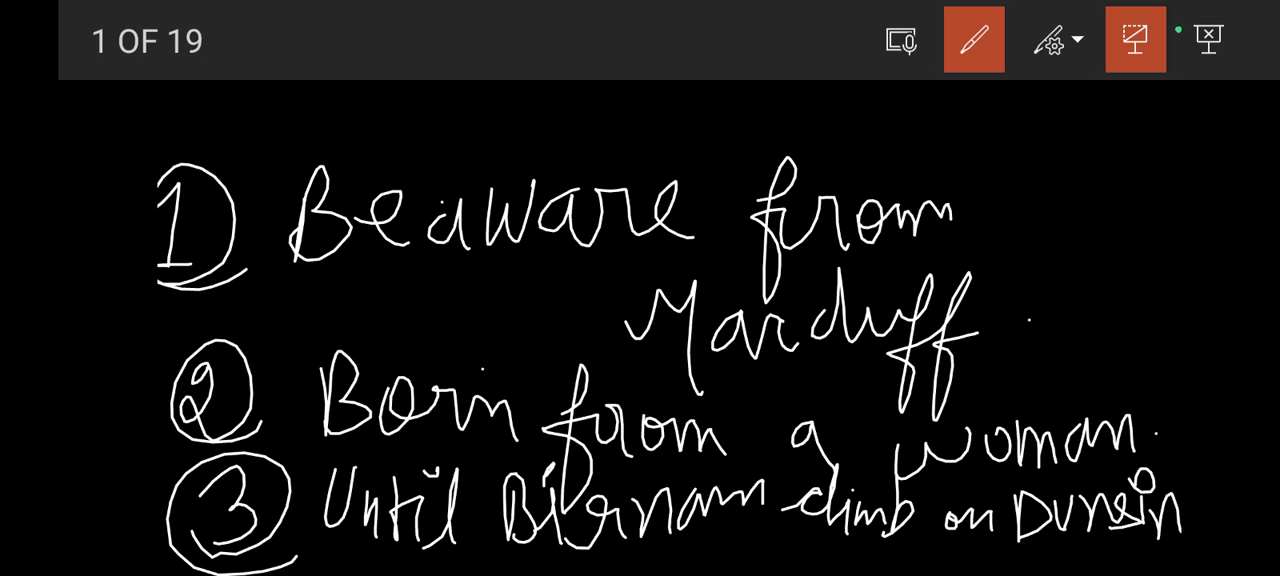 1 OF 19
1) Beaware from
Macduff.
2 Born from a woman.
3 Until Birnam climb on Dunsin